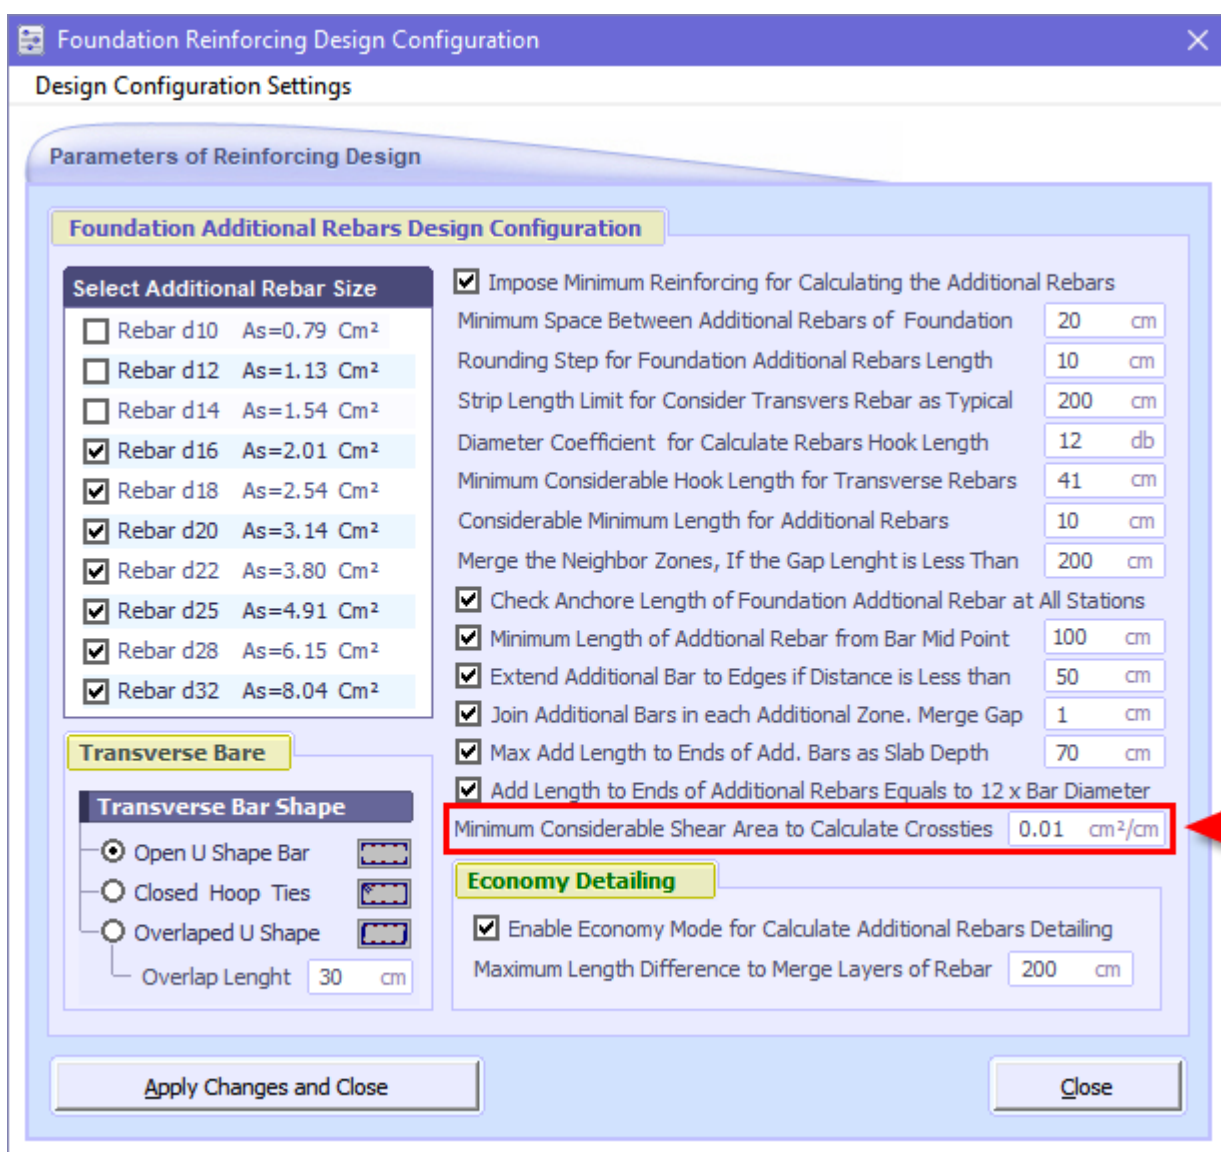 Foundation Reinforcing Design Configuration
Design Configuration Settings
Parameters of Reinforcing Design
Foundation Additional Rebars Design Configuration
Select Additional Rebar Size
Rebar d10 As=0.79 Cm²
Rebar d12 As=1.13 Cm²
Rebar d14 As=1.54 Cm²
Rebar d16 As=2.01 Cm²
Rebar d18 As=2.54 Cm²
Rebar d20 As=3.14 Cm²
Rebar d22 As=3.80 Cm²
Rebar d25 As=4.91 Cm²
Rebar d28 As=6.15 Cm²
Rebar d32 As=8.04 Cm²
Transverse Bare
Transverse Bar Shape
Open U Shape Bar
Closed Hoop Ties
Overlaped U Shape
Overlap Lenght 30 cm
Impose Minimum Reinforcing for Calculating the Additional Rebars
Minimum Space Between Additional Rebars of Foundation 20 cm
Rounding Step for Foundation Additional Rebars Length 10 cm
Strip Length Limit for Consider Transvers Rebar as Typical 200 cm
Diameter Coefficient for Calculate Rebars Hook Length 12 db
Minimum Considerable Hook Length for Transverse Rebars 41 cm
Considerable Minimum Length for Additional Rebars 10 cm
Merge the Neighbor Zones, If the Gap Lenght is Less Than 200 cm
Check Anchore Length of Foundation Addtional Rebar at All Stations
Minimum Length of Addtional Rebar from Bar Mid Point 100 cm
Extend Additional Bar to Edges if Distance is Less than 50 cm
Join Additional Bars in each Additional Zone. Merge Gap 1 cm
Max Add Length to Ends of Add. Bars as Slab Depth 70 cm
Add Length to Ends of Additional Rebars Equals to 12 x Bar Diameter
Minimum Considerable Shear Area to Calculate Crossties 0.01 cm²/cm
Economy Detailing
Enable Economy Mode for Calculate Additional Rebars Detailing
Maximum Length Difference to Merge Layers of Rebar 200 cm
Apply Changes and Close
Close